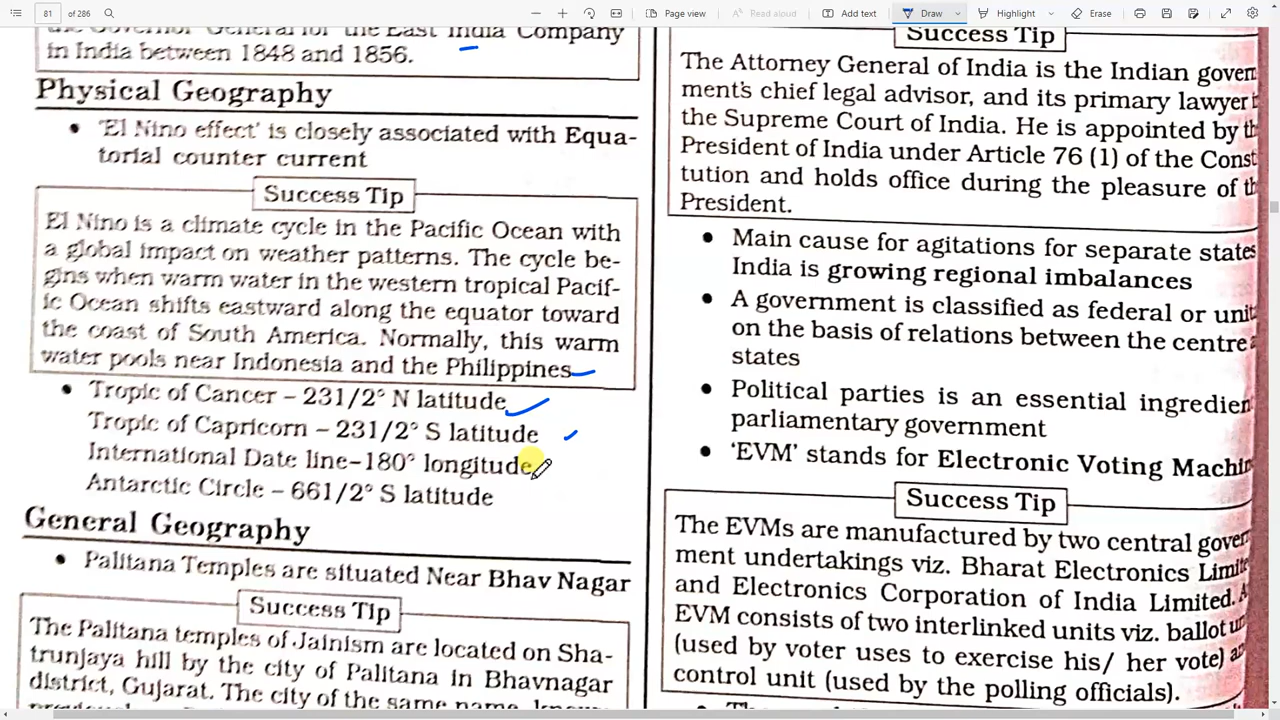 81 of 286
Page view
Read aloud
Add text
Draw
Highlight
Erase
the Governor General for the East India Company
in India between 1848 and 1856.
Physical Geography
• 'El Nino effect' is closely associated with Equa-
torial counter current
Success Tip
El Nino is a climate cycle in the Pacific Ocean with
a global impact on weather patterns. The cycle be-
gins when warm water in the western tropical Pacif-
ic Ocean shifts eastward along the equator toward
the coast of South America. Normally, this warm
water pools near Indonesia and the Philippines
• Tropic of Cancer – 231/2° N latitude
Tropic of Capricorn – 231/2° S latitude
International Date line–180° longitude
Antarctic Circle – 661/2° S latitude
General Geography
• Palitana Temples are situated Near Bhav Nagar
Success Tip
The Palitana temples of Jainism are located on Sha-
trunjaya hill by the city of Palitana in Bhavnagar
district, Gujarat. The city of the same name, known
Success Tip
The Attorney General of India is the Indian govern
ment's chief legal advisor, and its primary lawyer
the Supreme Court of India. He is appointed by th
President of India under Article 76 (1) of the Const
tution and holds office during the pleasure of th
President.
• Main cause for agitations for separate states
India is growing regional imbalances
• A government is classified as federal or unit
on the basis of relations between the centre
states
• Political parties is an essential ingredien
parliamentary government
• 'EVM' stands for Electronic Voting Machin
Success Tip
The EVMs are manufactured by two central govern
ment undertakings viz. Bharat Electronics Limite
and Electronics Corporation of India Limited. A
EVM consists of two interlinked units viz. ballot un
(used by voter uses to exercise his/ her vote) an
control unit (used by the polling officials).